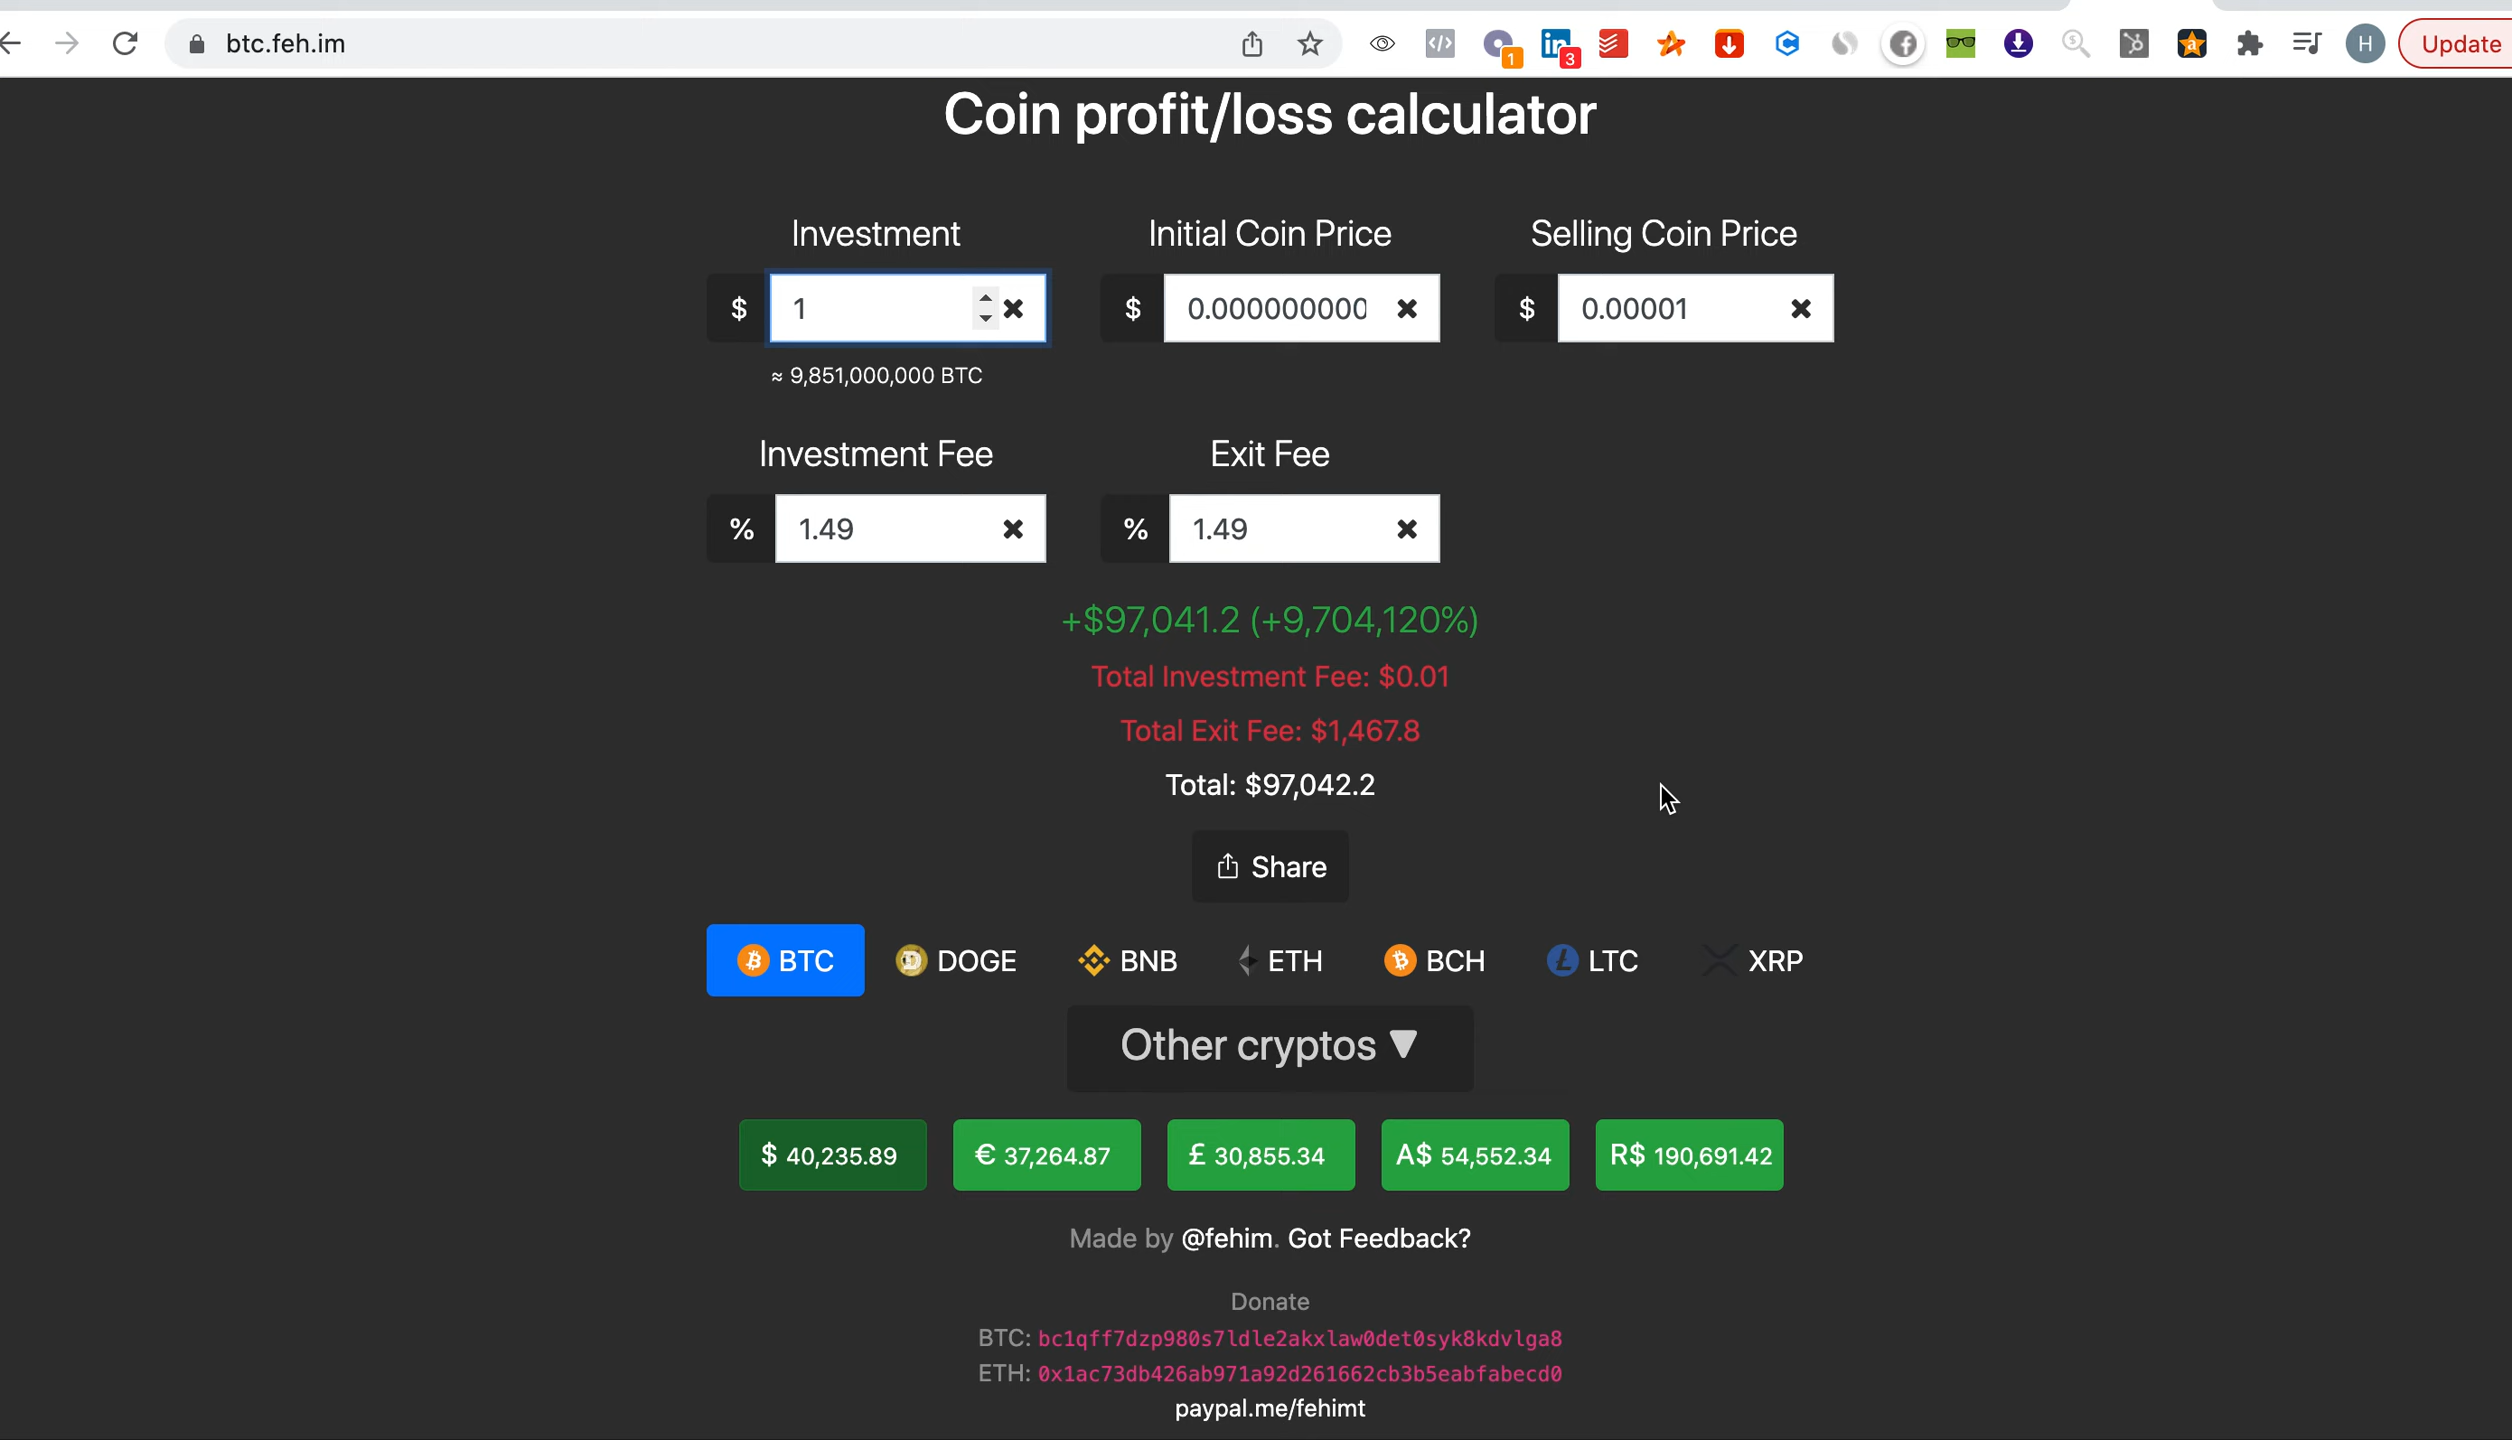 btc.feh.im
1
3
H
Update
Coin profit/loss calculator
Investment
Initial Coin Price
Selling Coin Price
$ 1
$ 0.000000000
$ 0.00001
≈ 9,851,000,000 BTC
Investment Fee
Exit Fee
% 1.49
% 1.49
+$97,041.2 (+9,704,120%)
Total Investment Fee: $0.01
Total Exit Fee: $1,467.8
Total: $97,042.2
Share
BTC DOGE BNB ETH BCH LTC XRP
Other cryptos ▼
$ 40,235.89 € 37,264.87 £ 30,855.34 A$ 54,552.34 R$ 190,691.42
Made by @fehim. Got Feedback?
Donate
BTC: bc1qff7dzp980s7ldle2akxlaw0det0syk8kdvlga8
ETH: 0x1ac73db426ab971a92d261662cb3b5eabfabecd0
paypal.me/fehimt